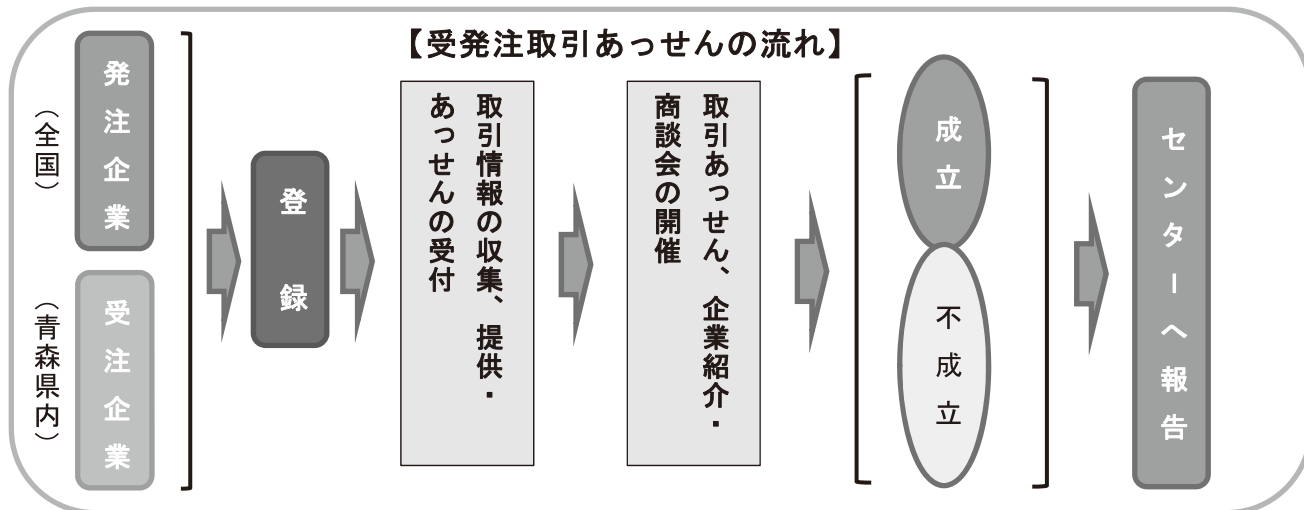 【受発注取引あっせんの流れ】
発注企業
（全国）
受注企業
（青森県内）
登録
取引情報の収集、提供・
あっせんの受付
取引あっせん、企業紹介・
商談会の開催
成立
不成立
センターへ報告